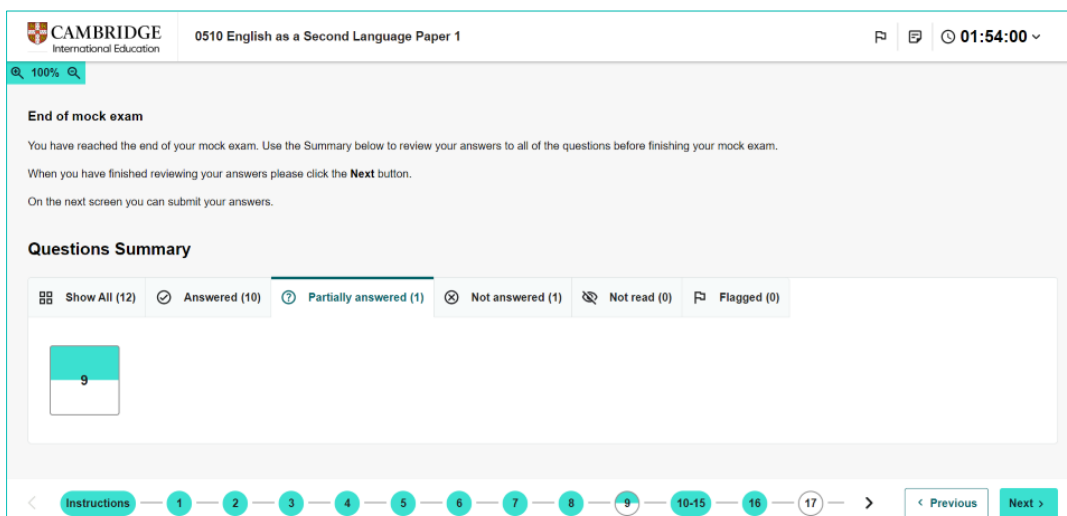 CAMBRIDGE
International Education
0510 English as a Second Language Paper 1
01:54:00
100%
End of mock exam
You have reached the end of your mock exam. Use the Summary below to review your answers to all of the questions before finishing your mock exam.
When you have finished reviewing your answers please click the Next button.
On the next screen you can submit your answers.
Questions Summary
Show All (12) Answered (10) Partially answered (1) Not answered (1) Not read (0) Flagged (0)
9
Instructions 1 2 3 4 5 6 7 8 9 10-15 16 17 Previous Next